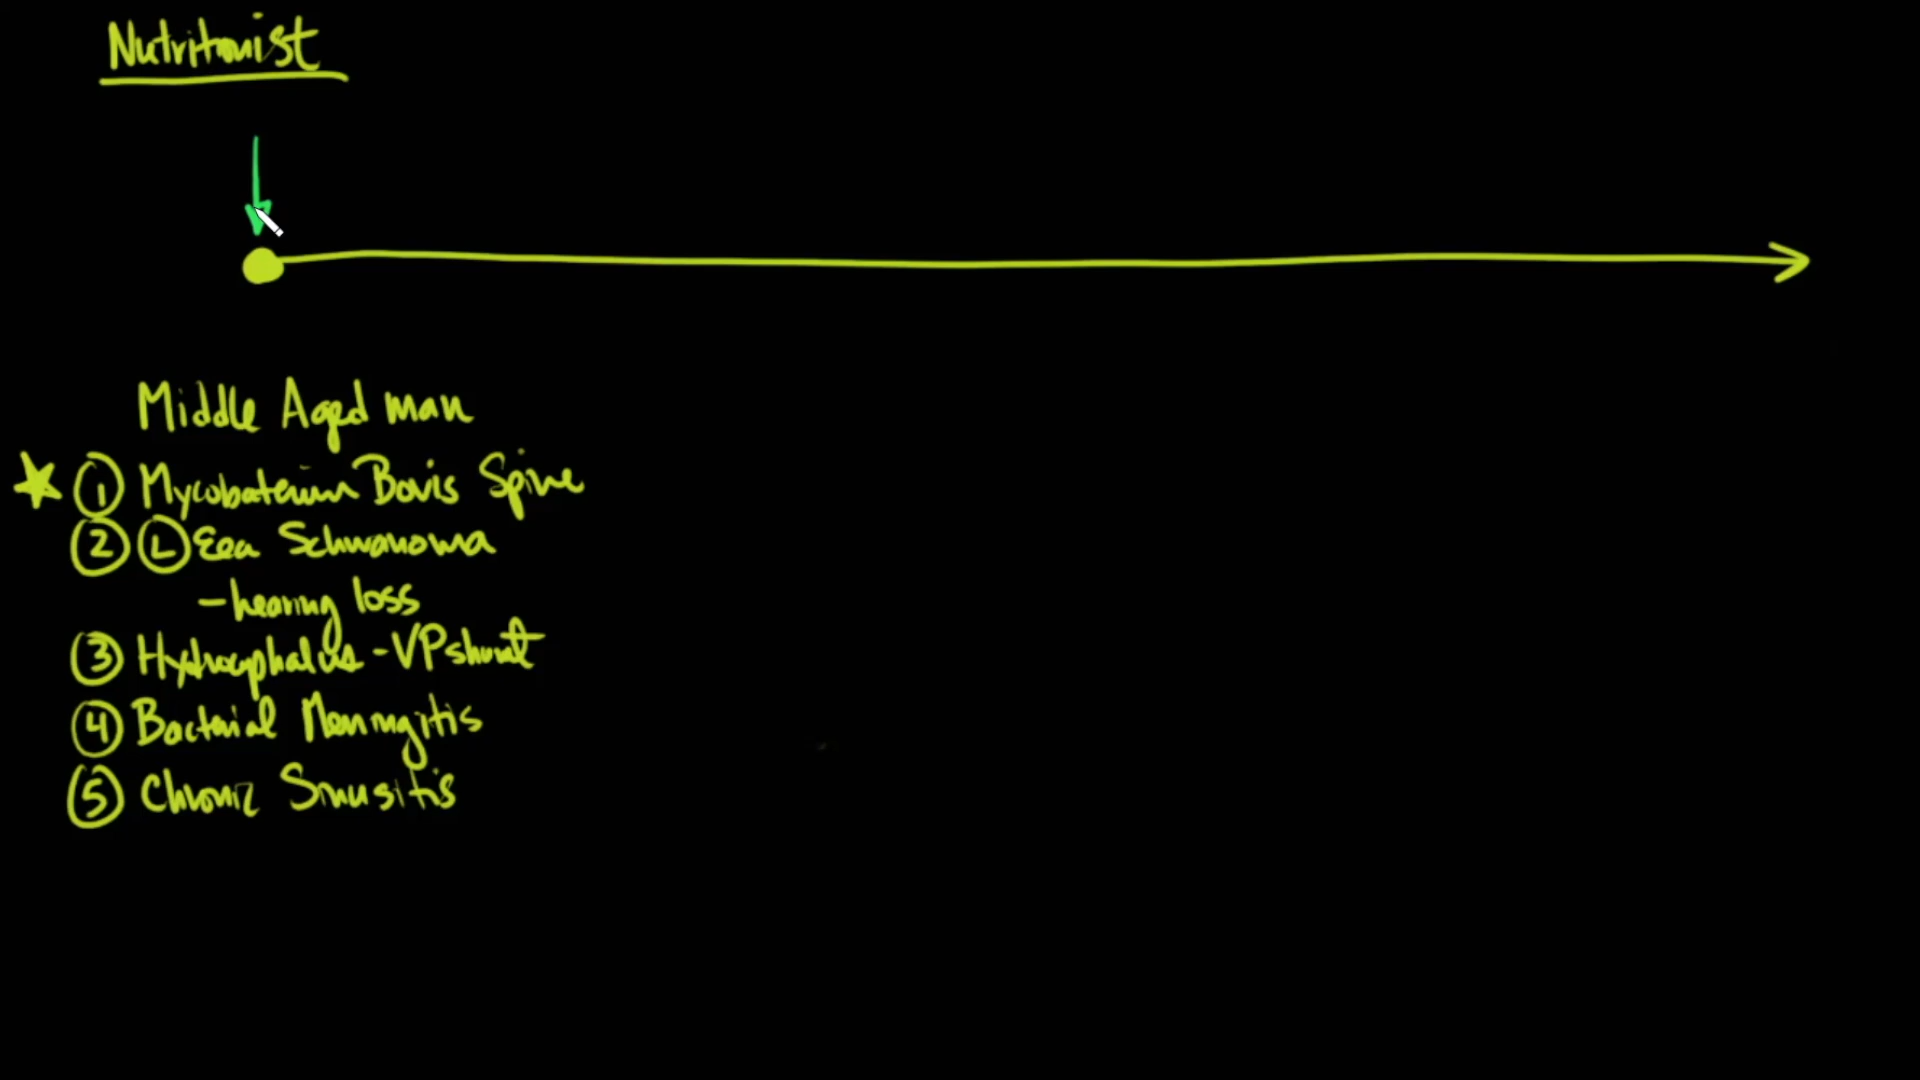 Nutritonist
Middle Aged man
① Mycobaterium Bovis Spine
② Ⓛ Ear Schwanoma
- hearing loss
③ Hydrocephalus - VP shunt
④ Bacterial Meningitis
⑤ Chronic Sinusitis